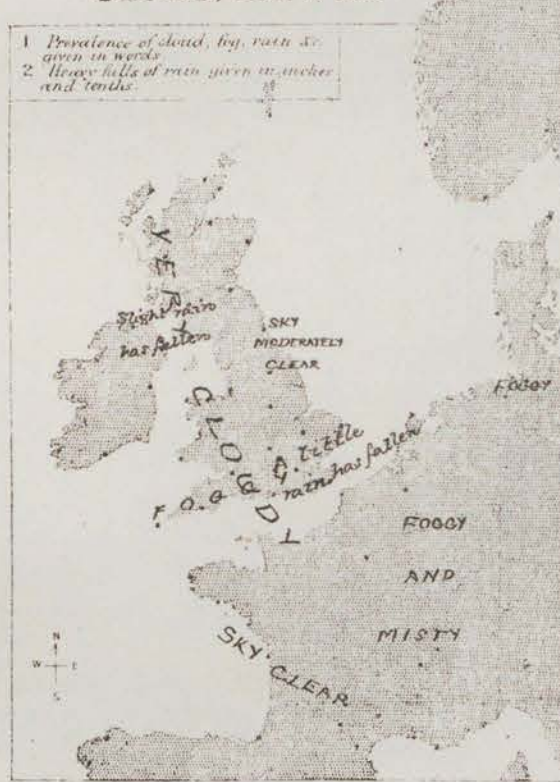 1 Prevalence of cloud, fog, rain &c.
given in words
2 Heavy falls of rain given in inches
and tenths.
VERY
Slight rain
has fallen
SKY
MODERATELY
CLEAR
FOGGY
CLOUDY
A little
rain has fallen
FOGGY
FOGGY
AND
MISTY
SKY CLEAR
N
W E
S